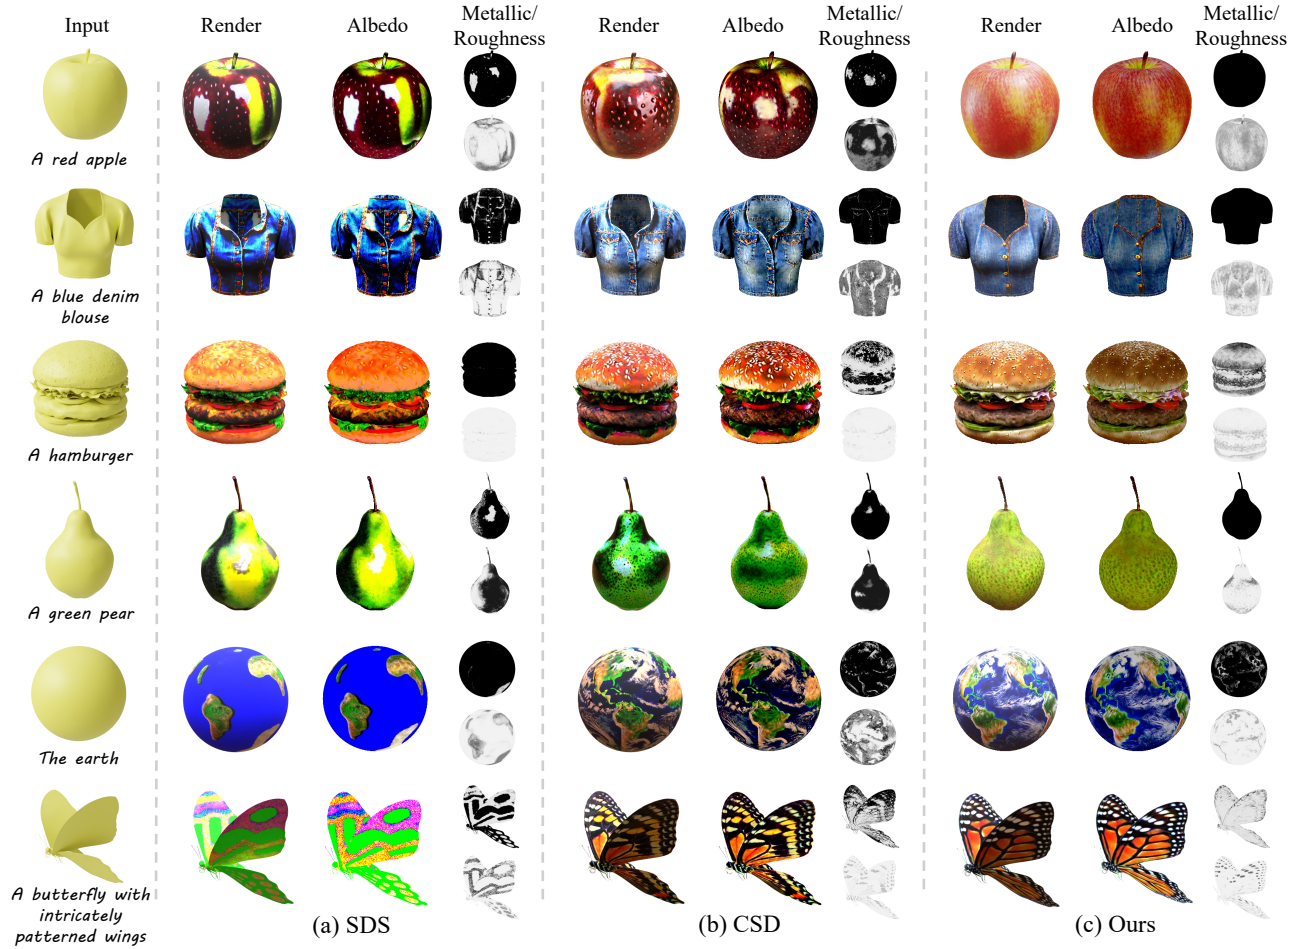 Input
Render
Albedo
Metallic/
Roughness
Render
Albedo
Metallic/
Roughness
Render
Albedo
Metallic/
Roughness
A red apple
A blue denim
blouse
A hamburger
A green pear
The earth
A butterfly with
intricately
patterned wings
(a) SDS
(b) CSD
(c) Ours